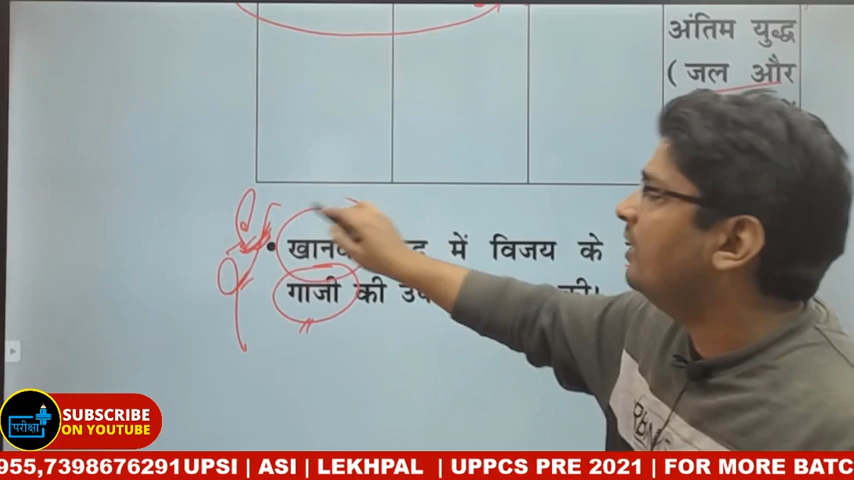 अंतिम युद्ध
( जल और
में विजय के
गाजी की
की।
परीक्षा
SUBSCRIBE
ON YOUTUBE
955,7398676291UPSI | ASI | LEKHPAL | UPPCS PRE 2021 | FOR MORE BATC